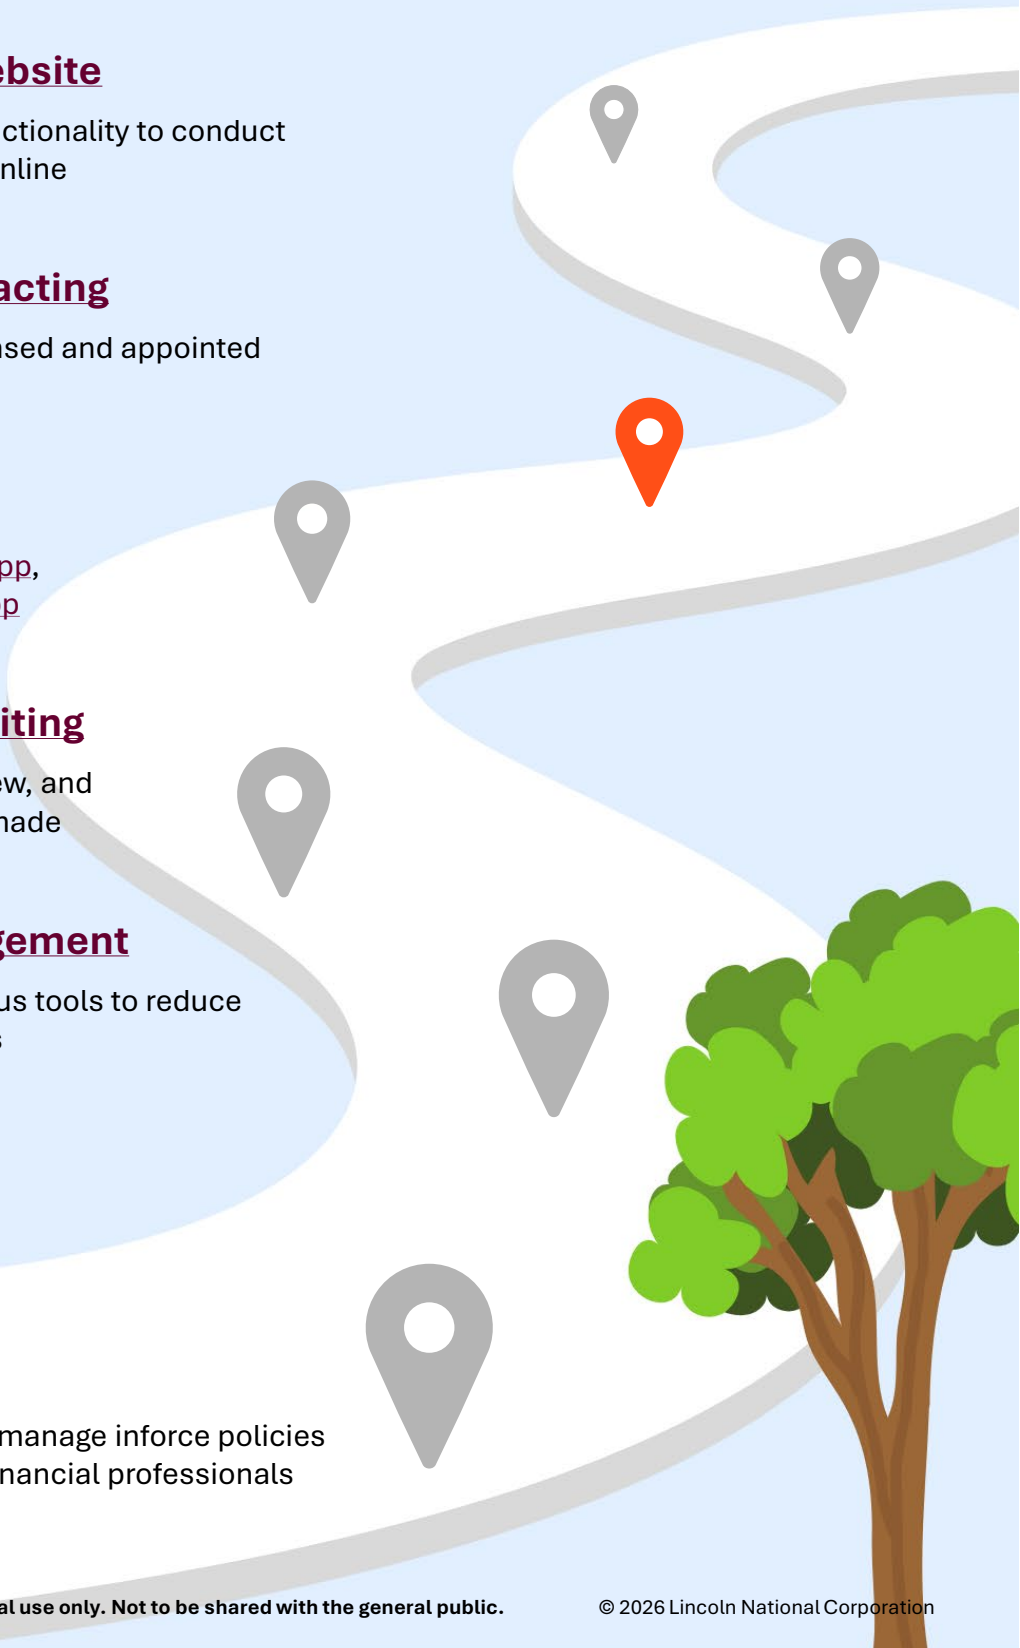 ebsite
ctionality to conduct
nline
acting
nsed and appointed
pp,
pp
iting
ew, and
made
gement
us tools to reduce
s
manage inforce policies
nancial professionals
al use only. Not to be shared with the general public.
© 2026 Lincoln National Corporation